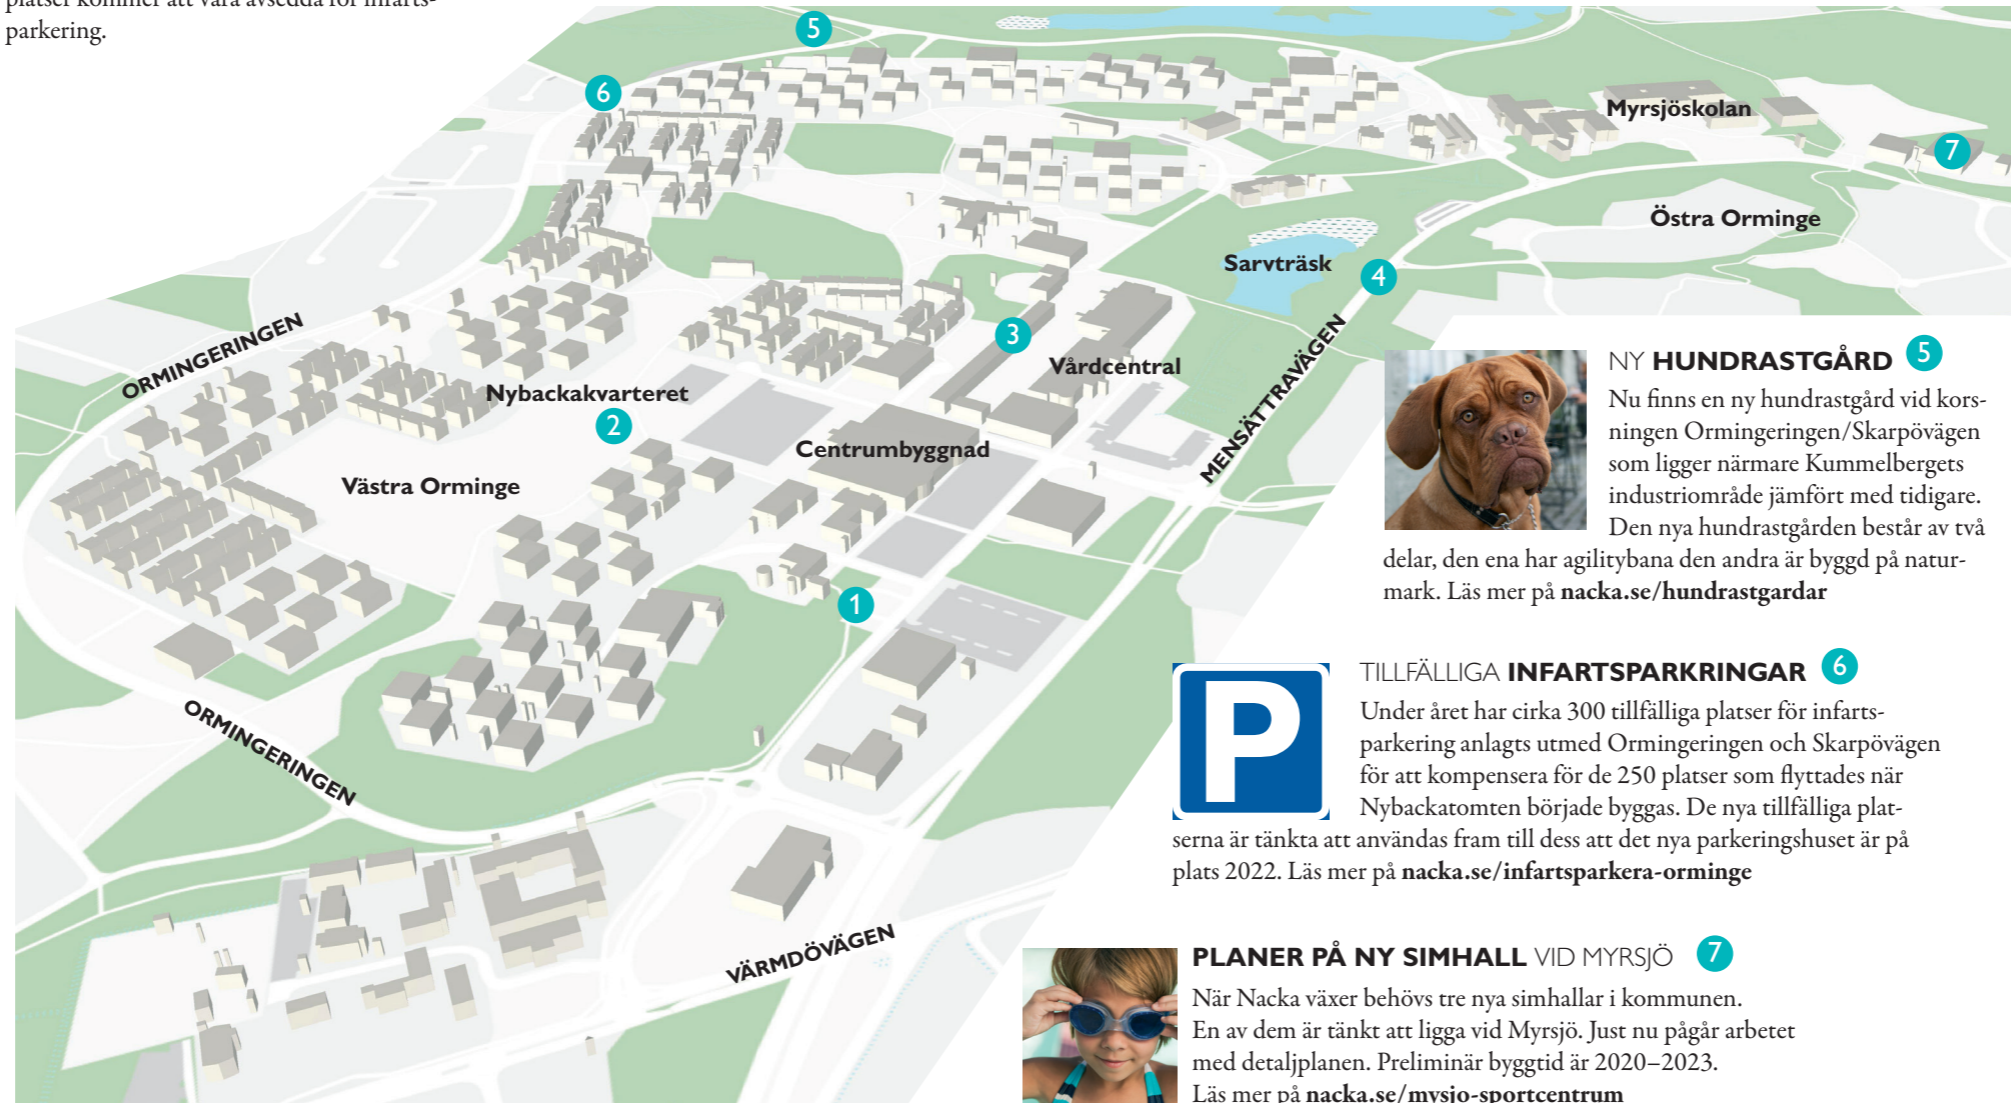 platser kommer att vara avsedda för infarts-
parkering.
5
6
Myrsjöskolan
7
Östra Orminge
Sarvträsk
4
ORMINGERINGEN
3
Vårdcentral
Nybackakvarteret
2
MENSÄTTRAVÄGEN
Centrumbyggnad
Västra Orminge
1
ORMINGERINGEN
VÄRMDÖVÄGEN
NY HUNDRASTGÅRD 5
Nu finns en ny hundrastgård vid kors-
ningen Ormingeringen/Skarpövägen
som ligger närmare Kummelbergets
industriområde jämfört med tidigare.
Den nya hundrastgården består av två
delar, den ena har agilitybana den andra är byggd på natur-
mark. Läs mer på nacka.se/hundrastgardar
P
TILLFÄLLIGA INFARTSPARKRINGAR 6
Under året har cirka 300 tillfälliga platser för infarts-
parkering anlagts utmed Ormingeringen och Skarpövägen
för att kompensera för de 250 platser som flyttades när
Nybackatomten började byggas. De nya tillfälliga plat-
serna är tänkta att användas fram till dess att det nya parkeringshuset är på
plats 2022. Läs mer på nacka.se/infartsparkera-orminge
PLANER PÅ NY SIMHALL VID MYRSJÖ 7
När Nacka växer behövs tre nya simhallar i kommunen.
En av dem är tänkt att ligga vid Myrsjö. Just nu pågår arbetet
med detaljplanen. Preliminär byggtid är 2020–2023.
Läs mer på nacka.se/mysjo-sportcentrum